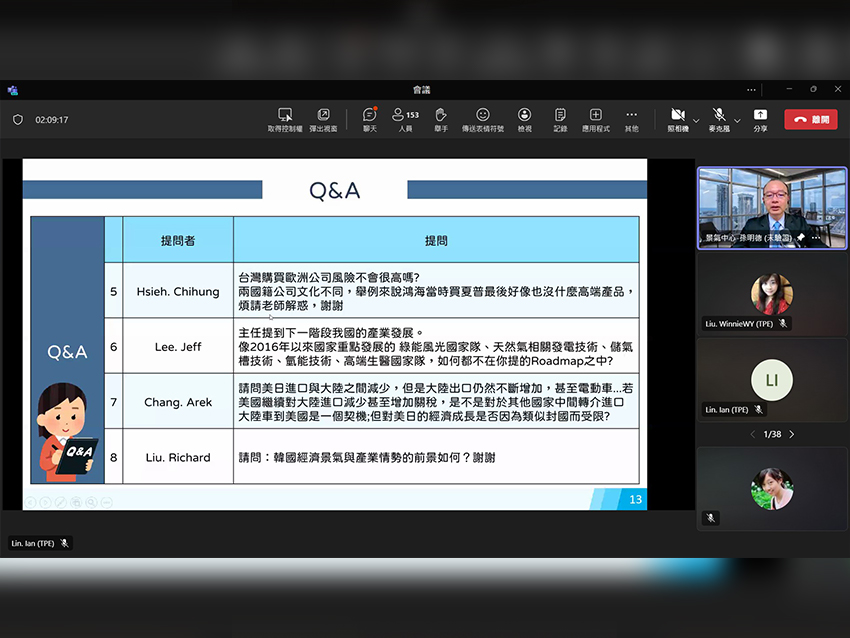 會議
02:09:17
取得控制權
彈出視窗
聊天
153
人員
舉手
傳送表情符號
檢視
記錄
應用程式
其他
照相機
麥克風
分享
離開
Q&A
提問者
提問
5
Hsieh. Chihung
台灣購買歐洲公司風險不會很高嗎?
兩國籍公司文化不同,舉例來說鴻海當時買夏普最後好像也沒什麼高端產品,
煩請老師解惑,謝謝
6
Lee. Jeff
主任提到下一階段我國的產業發展。
像2016年以來國家重點發展的 綠能風光國家隊、天然氣相關發電技術、儲氣
槽技術、氫能技術、高端生醫國家隊,如何都不在你提的Roadmap之中?
7
Chang. Arek
請問美日進口與大陸之間減少,但是大陸出口仍然不斷增加,甚至電動車...若
美國繼續對大陸進口減少甚至增加關稅,是不是對於其他國家中間轉介進口
大陸車到美國是一個契機;但對美日的經濟成長是否因為類似封國而受限?
8
Liu. Richard
請問:韓國經濟景氣與產業情勢的前景如何?謝謝
Q&A
Q&A
13
景氣中心 孫明德 (未驗證)
Liu. WinnieWY (TPE)
LI
Lin. Ian (TPE)
1/38
Lin. Ian (TPE)